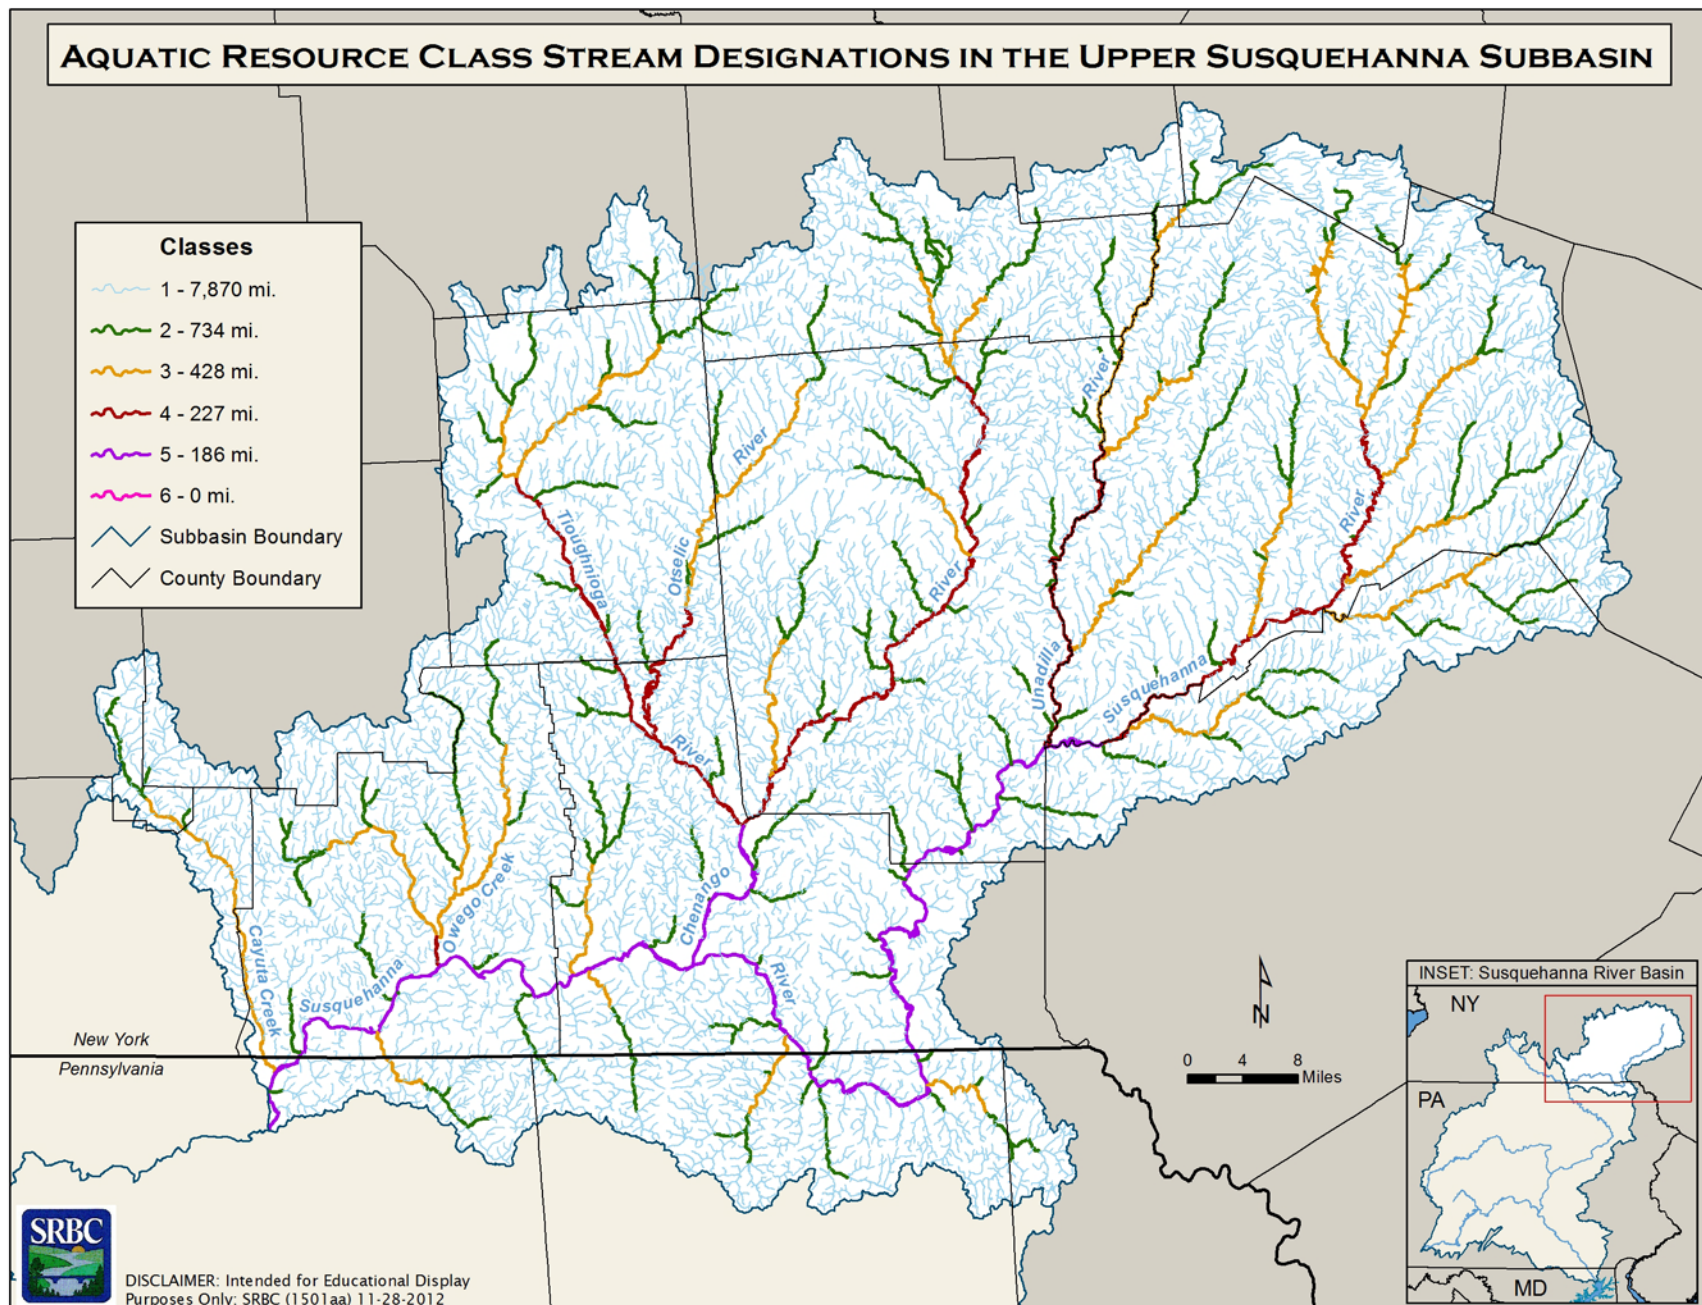 AQUATIC RESOURCE CLASS STREAM DESIGNATIONS IN THE UPPER SUSQUEHANNA SUBBASIN
Classes
1 - 7,870 mi.
2 - 734 mi.
3 - 428 mi.
4 - 227 mi.
5 - 186 mi.
6 - 0 mi.
Subbasin Boundary
County Boundary
River
River
Tioughnioga
Otselic
River
River
Unadilla
Susquehanna
River
Chenango
Owego Creek
Cayuta Creek
Susquehanna
River
New York
Pennsylvania
N
0 4 8
Miles
INSET: Susquehanna River Basin
NY
PA
MD
SRBC
DISCLAIMER: Intended for Educational Display
Purposes Only: SRBC (1501aa) 11-28-2012